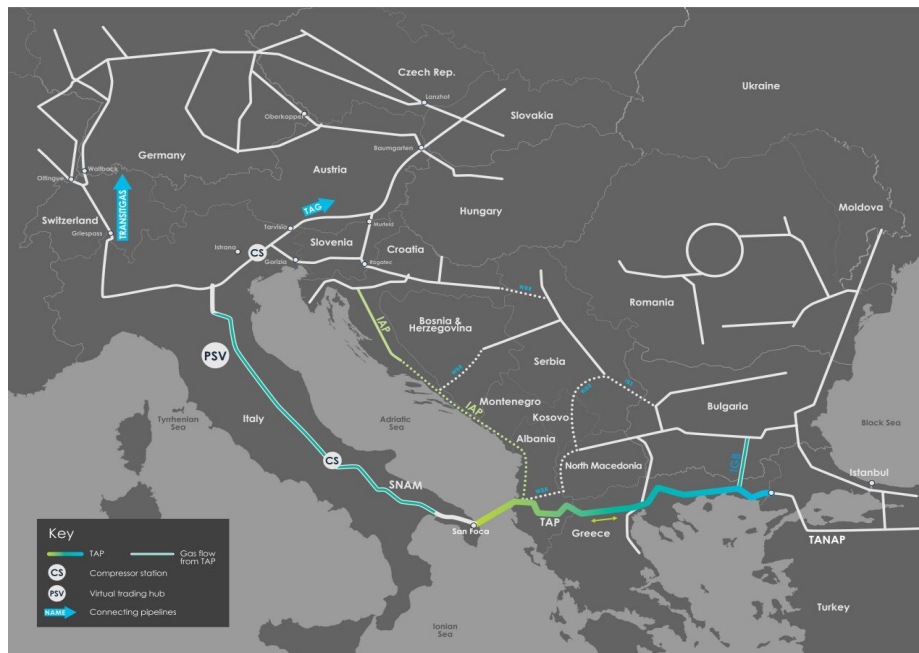 Czech Rep.
Lanzhot
Ukraine
Oberkappel
Slovakia
Germany
Baumgarten
Wallbach
Oltingue
Austria
TRANSITGAS
TAG
Switzerland
Griespass
Hungary
Moldova
Tarvisio
Murfeld
Slovenia
Istrana
CS
Gorizia
Croatia
Rogatec
Romania
IAP
Bosnia &
Herzegovina
PSV
Serbia
Montenegro
IAP
Kosovo
Bulgaria
Italy
Tyrrhenian
Sea
Adriatic
Sea
Albania
Black Sea
CS
North Macedonia
IGB
Istanbul
SNAM
San Foca
TAP
Greece
TANAP
Turkey
Ionian
Sea
Key
TAP
Gas flow
from TAP
CS
Compressor station
PSV
Virtual trading hub
NAME
Connecting pipelines